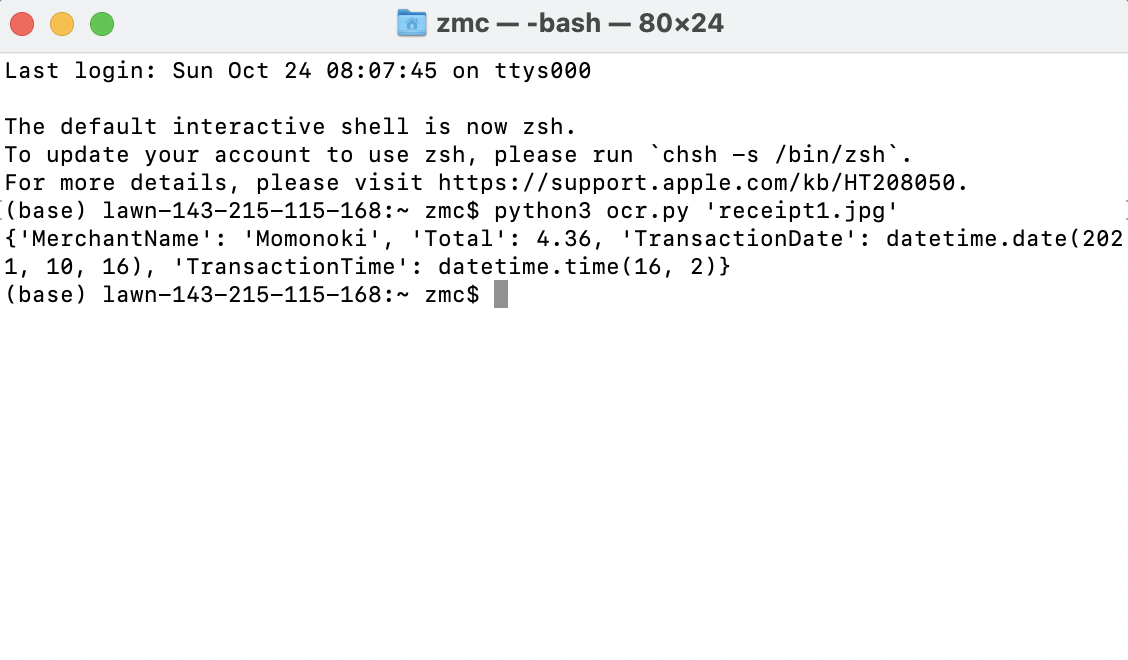 zmc — -bash — 80×24
Last login: Sun Oct 24 08:07:45 on ttys000
The default interactive shell is now zsh.
To update your account to use zsh, please run `chsh -s /bin/zsh`.
For more details, please visit https://support.apple.com/kb/HT208050.
(base) lawn-143-215-115-168:~ zmc$ python3 ocr.py 'receipt1.jpg'
{'MerchantName': 'Momonoki', 'Total': 4.36, 'TransactionDate': datetime.date(202
1, 10, 16), 'TransactionTime': datetime.time(16, 2)}
(base) lawn-143-215-115-168:~ zmc$